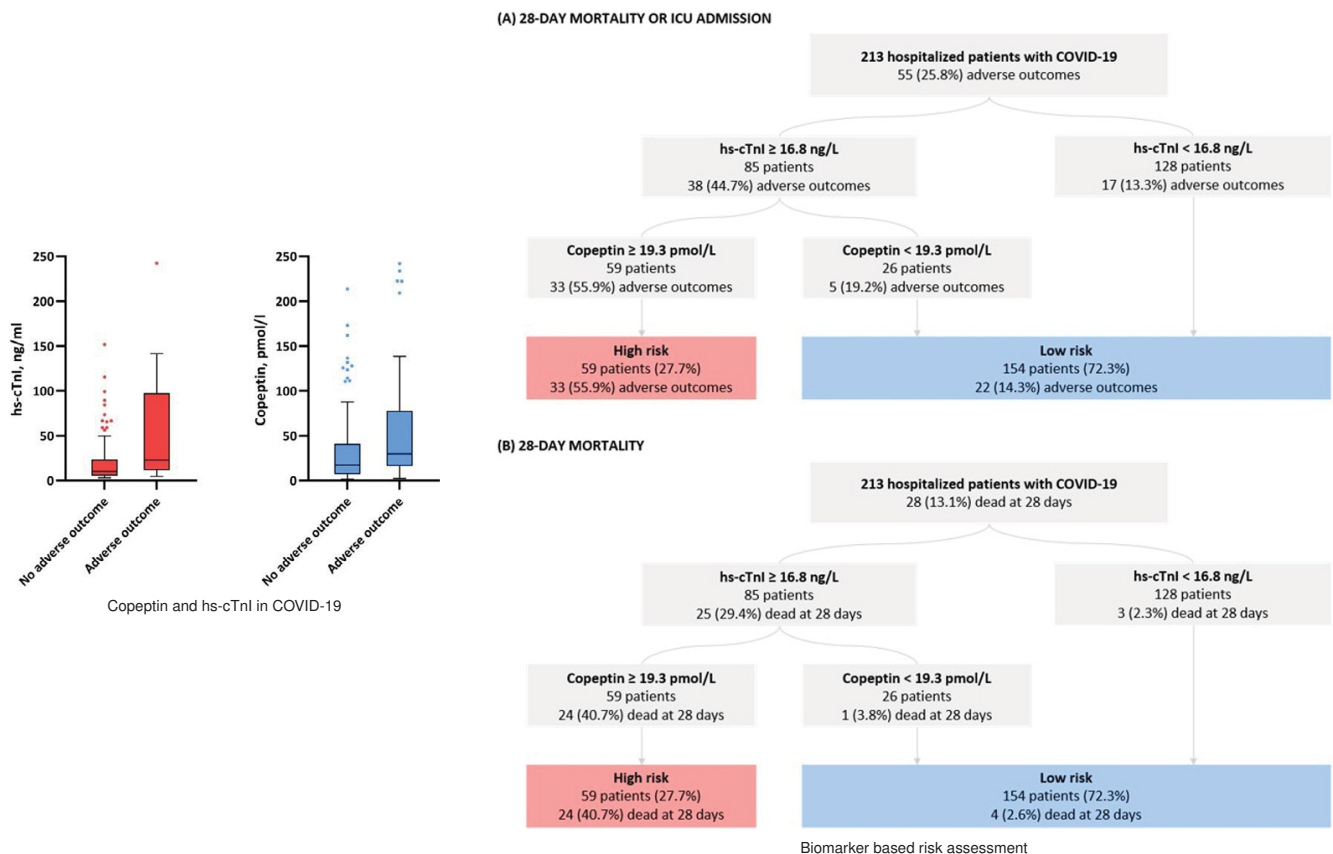 (A) 28-DAY MORTALITY OR ICU ADMISSION
213 hospitalized patients with COVID-19
55 (25.8%) adverse outcomes
hs-cTnI ≥ 16.8 ng/L
85 patients
38 (44.7%) adverse outcomes
hs-cTnI < 16.8 ng/L
128 patients
17 (13.3%) adverse outcomes
Copeptin ≥ 19.3 pmol/L
59 patients
33 (55.9%) adverse outcomes
Copeptin < 19.3 pmol/L
26 patients
5 (19.2%) adverse outcomes
High risk
59 patients (27.7%)
33 (55.9%) adverse outcomes
Low risk
154 patients (72.3%)
22 (14.3%) adverse outcomes
hs-cTnI, ng/ml
250
200
150
100
50
0
No adverse outcome
Adverse outcome
Copeptin, pmol/l
250
200
150
100
50
0
No adverse outcome
Adverse outcome
Copeptin and hs-cTnI in COVID-19
(B) 28-DAY MORTALITY
213 hospitalized patients with COVID-19
28 (13.1%) dead at 28 days
hs-cTnI ≥ 16.8 ng/L
85 patients
25 (29.4%) dead at 28 days
hs-cTnI < 16.8 ng/L
128 patients
3 (2.3%) dead at 28 days
Copeptin ≥ 19.3 pmol/L
59 patients
24 (40.7%) dead at 28 days
Copeptin < 19.3 pmol/L
26 patients
1 (3.8%) dead at 28 days
High risk
59 patients (27.7%)
24 (40.7%) dead at 28 days
Low risk
154 patients (72.3%)
4 (2.6%) dead at 28 days
Biomarker based risk assessment